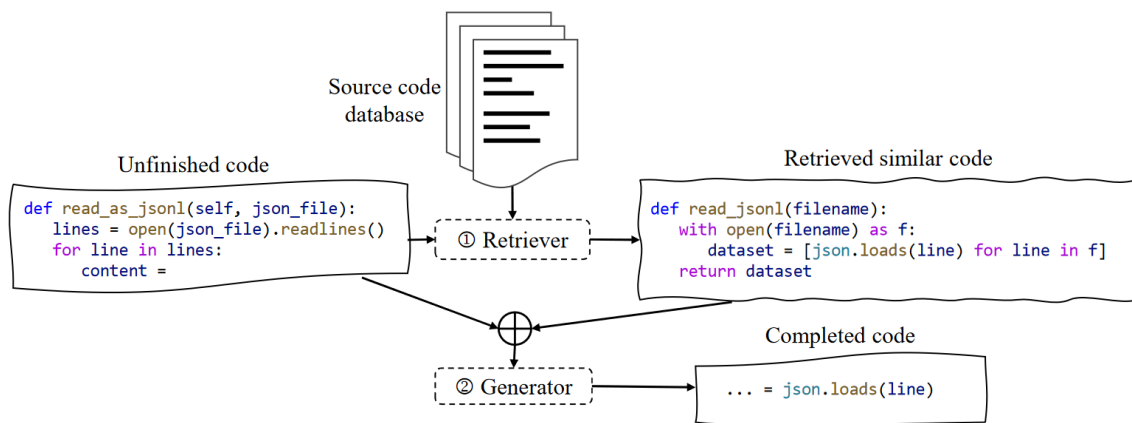 Source code
database
Unfinished code
def read_as_jsonl(self, json_file):
    lines = open(json_file).readlines()
    for line in lines:
        content =
① Retriever
Retrieved similar code
def read_jsonl(filename):
    with open(filename) as f:
        dataset = [json.loads(line) for line in f]
    return dataset
② Generator
Completed code
... = json.loads(line)